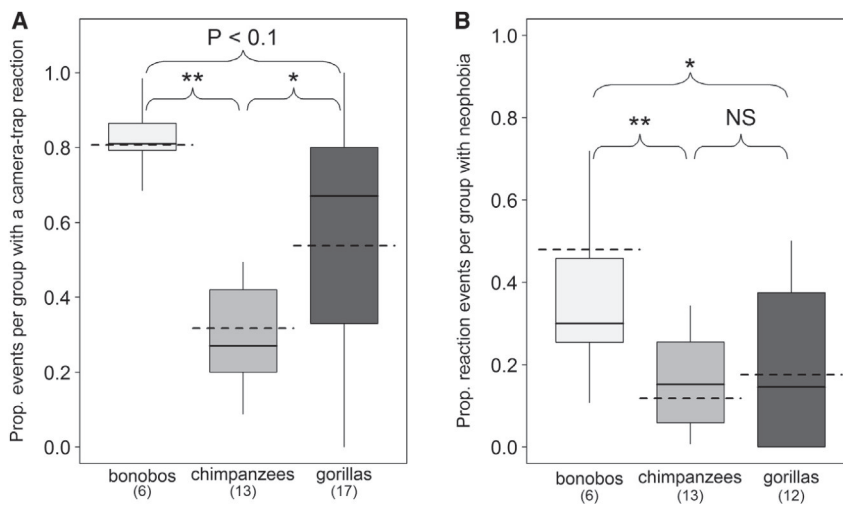 A
Prop. events per group with a camera-trap reaction
P < 0.1
**
*
1.0
0.8
0.6
0.4
0.2
0.0
bonobos
(6)
chimpanzees
(13)
gorillas
(17)
B
Prop. reaction events per group with neophobia
*
**
NS
1.0
0.8
0.6
0.4
0.2
0.0
bonobos
(6)
chimpanzees
(13)
gorillas
(12)